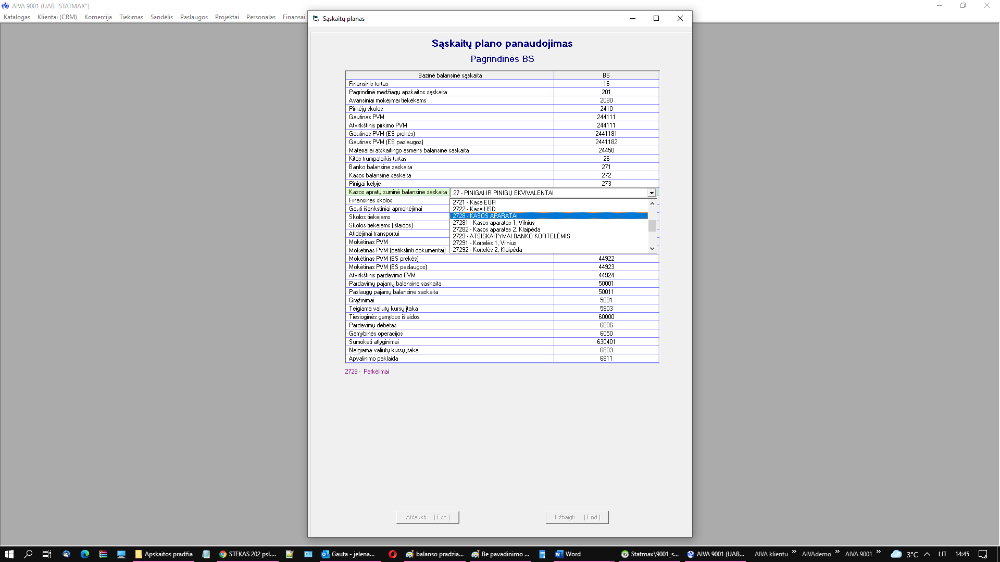 AIVA 9001 (UAB "STATMAX")
Katalogas Klientai (CRM) Komercija Tiekimas Sandėlis Paslaugos Projektai Personalas Finansai
Sąskaitų planas
Sąskaitų plano panaudojimas
Pagrindinės BS
Bazinė balansinė sąskaita BS
Finansinis turtas 16
Pagrindinė medžiagų apskaitos sąskaita 201
Avansiniai mokėjimai tiekėkams 2080
Pirkėjų skolos 2410
Gautinas PVM 244111
Atvirkštinis pirkimo PVM 244111
Gautinas PVM (ES prekės) 2441181
Gautinas PVM (ES paslaugos) 2441182
Materialiai atskaitingo asmens balansine saskaita 24450
Kitas trumpalaikis turtas 26
Banko balansine saskaita 271
Kasos balansine saskaita 272
Pinigai kelyje 273
Kasos apratų suminė balansine saskaita 27 - PINIGAI IR PINIGŲ EKVIVALENTAI
Finansinės skolos
Gauti išankstiniai apmokėjimai
Skolos tiekėjams
Skolos tiekėjams (išlaidos)
Atidėjimai transportui
Mokėtinas PVM
Mokėtinas PVM (patikslinti dokumentai)
2721 - Kasa EUR
2722 - Kasa USD
2728 - KASOS APARATAI
27281 - Kasos aparatas 1, Vilnius
27282 - Kasos aparatas 2, Klaipėda
2729 - ATSISKAITYMAI BANKO KORTELĖMIS
27291 - Kortelės 1, Vilnius
27292 - Kortelės 2, Klaipėda
Mokėtinas PVM (ES prekės) 44922
Mokėtinas PVM (ES paslaugos) 44923
Atvirkštinis pardavimo PVM 44924
Pardavimų pajamų balansine saskaita 50001
Paslaugų pajamų balansine saskaita 50011
Grąžinimai 5091
Teigiama valiutų kursų įtaka 5803
Tiesioginės gamybos išlaidos 60000
Pardavimų debetas 6006
Gamybinės operacijos 6050
Sumoketi atlyginimai 630401
Neigiama valiutų kursų įtaka 6803
Apvalinimo paklaida 6811
2728 - Perkėlimai
Atšaukti [ Esc ] Užbaigti [ End ]
Apskaitos pradžia STEKAS 202 psl.... Gauta - jelena... balanso pradzia... Be pavadinimo ... Word Statmax\9001_s... AIVA 9001 (UAB... AIVA klientu AIVAdemo AIVA 9001 3°C LIT 14:45